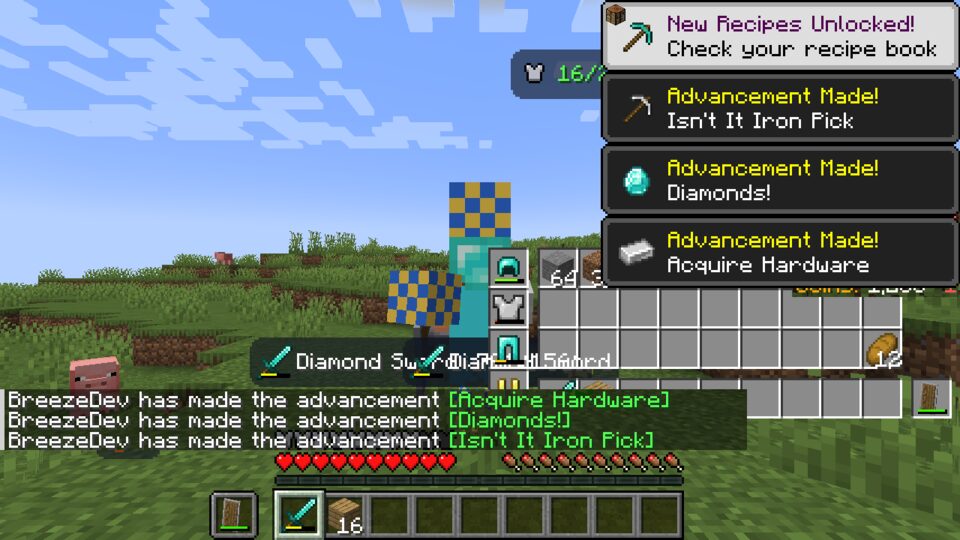 New Recipes Unlocked!
Check your recipe book
16/
Advancement Made!
Isn't It Iron Pick
Advancement Made!
Diamonds!
Advancement Made!
Acquire Hardware
64
12
Diamond
BreezeDev has made the advancement [Acquire Hardware]
BreezeDev has made the advancement [Diamonds!]
BreezeDev has made the advancement [Isn't It Iron Pick]
16